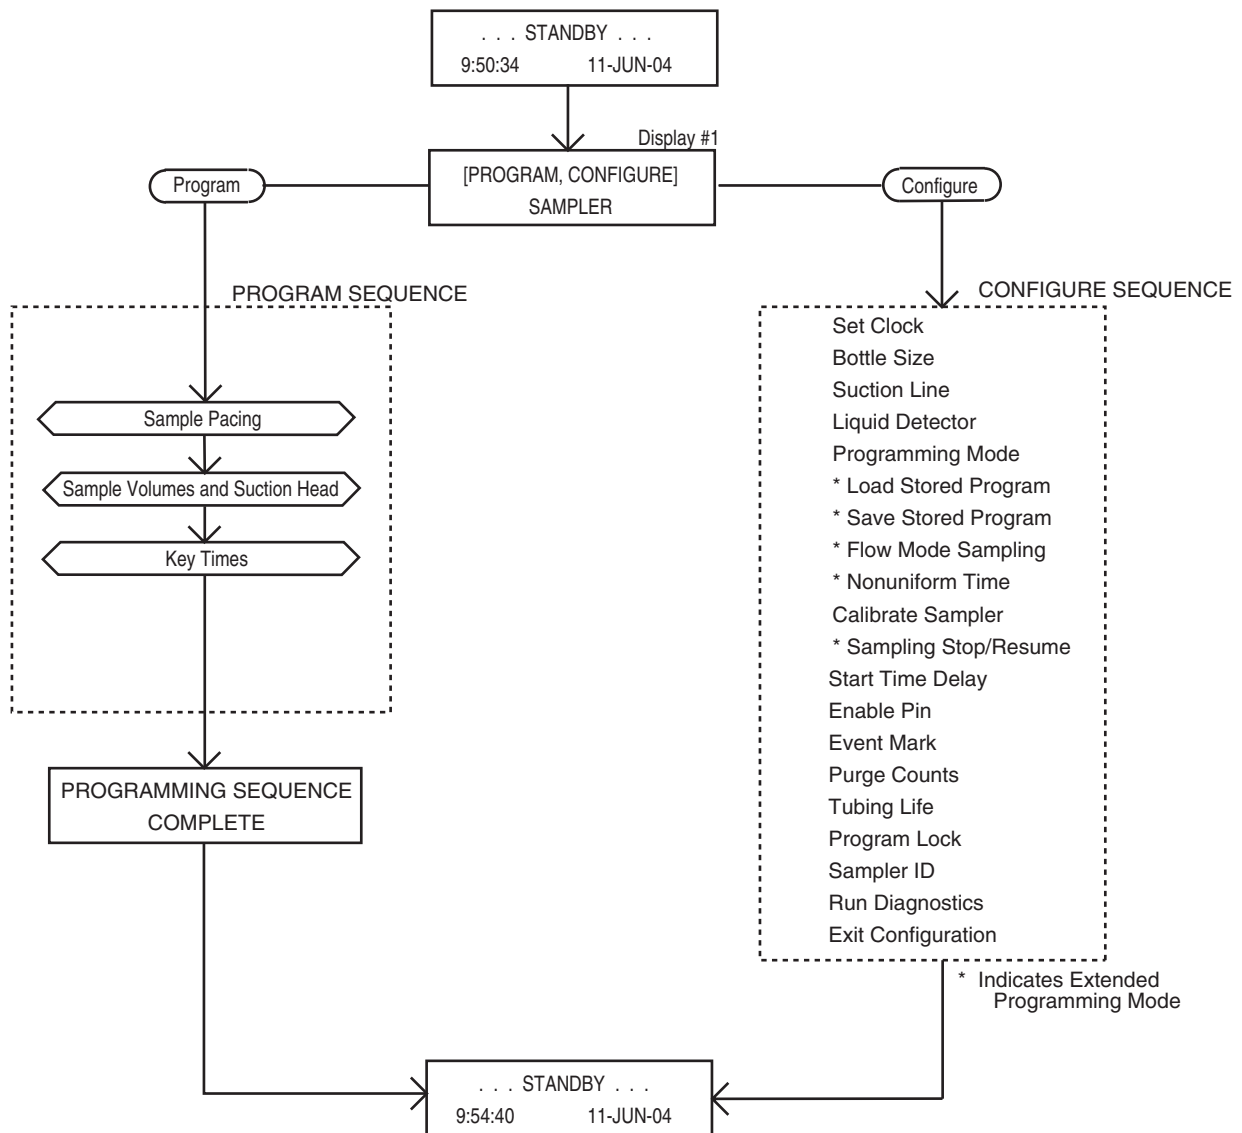 . . . STANDBY . . .
9:50:34 11-JUN-04
Display #1
[PROGRAM, CONFIGURE]
SAMPLER
Program
Configure
PROGRAM SEQUENCE
Sample Pacing
Sample Volumes and Suction Head
Key Times
PROGRAMMING SEQUENCE
COMPLETE
CONFIGURE SEQUENCE
Set Clock
Bottle Size
Suction Line
Liquid Detector
Programming Mode
* Load Stored Program
* Save Stored Program
* Flow Mode Sampling
* Nonuniform Time
Calibrate Sampler
* Sampling Stop/Resume
Start Time Delay
Enable Pin
Event Mark
Purge Counts
Tubing Life
Program Lock
Sampler ID
Run Diagnostics
Exit Configuration
* Indicates Extended
Programming Mode
. . . STANDBY . . .
9:54:40 11-JUN-04